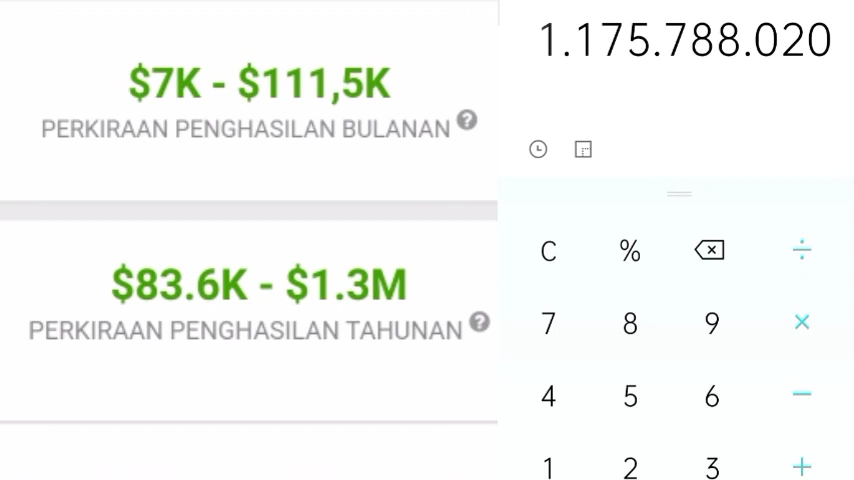 $7K - $111,5K
PERKIRAAN PENGHASILAN BULANAN ?
$83.6K - $1.3M
PERKIRAAN PENGHASILAN TAHUNAN ?
1.175.788.020
C % ÷
7 8 9 ×
4 5 6 −
1 2 3 +